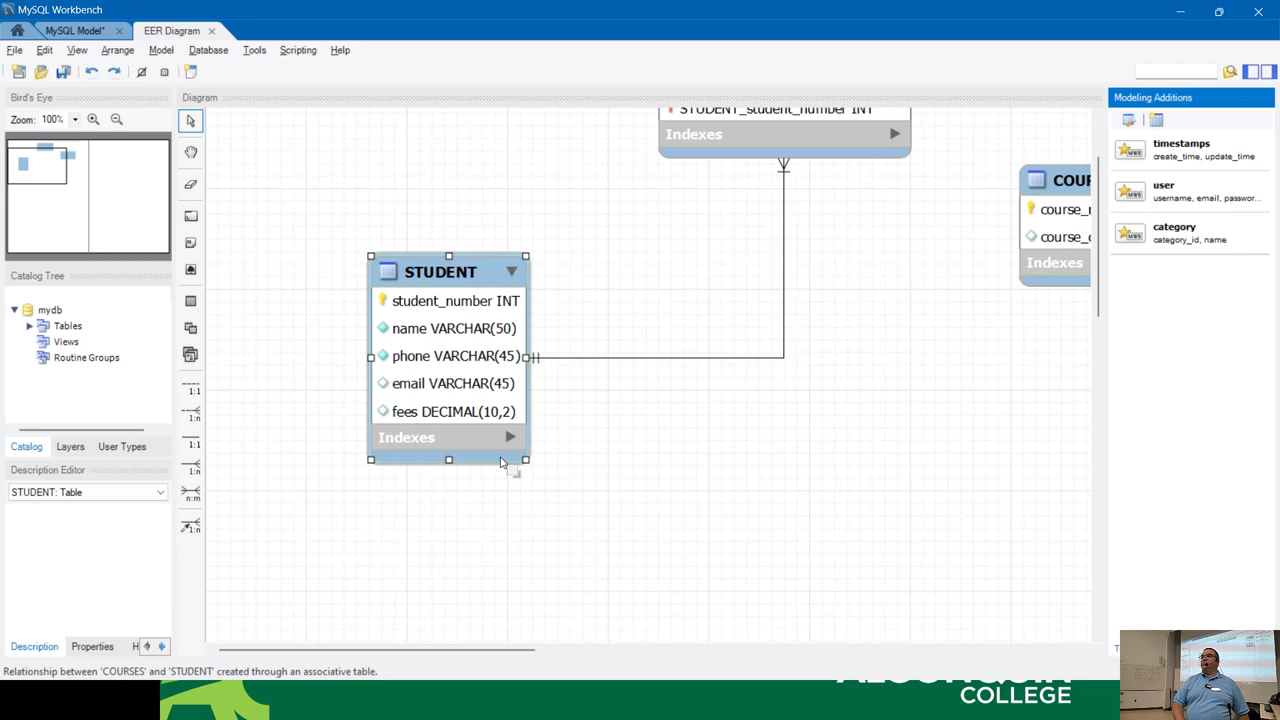 MySQL Workbench
MySQL Model*
EER Diagram
File Edit View Arrange Model Database Tools Scripting Help
Bird's Eye
Diagram
Modeling Additions
Zoom: 100%
timestamps
create_time, update_time
user
username, email, passwor...
category
category_id, name
STUDENT_student_number INT
Indexes
COUR
course_
course_
Indexes
STUDENT
student_number INT
name VARCHAR(50)
phone VARCHAR(45)
email VARCHAR(45)
fees DECIMAL(10,2)
Indexes
Catalog Tree
mydb
Tables
Views
Routine Groups
1:1
1:n
1:1
1:n
n:m
1:n
Catalog Layers User Types
Description Editor
STUDENT: Table
Description Properties H
Relationship between 'COURSES' and 'STUDENT' created through an associative table.
COLLEGE